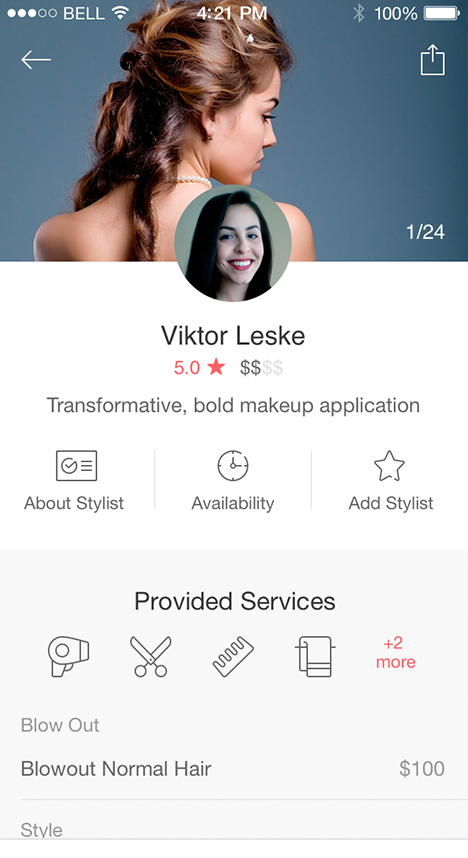 BELL 4:21 PM 100%
1/24
Viktor Leske
5.0 $$$$
Transformative, bold makeup application
About Stylist Availability Add Stylist
Provided Services
+2
more
Blow Out
Blowout Normal Hair $100
Style